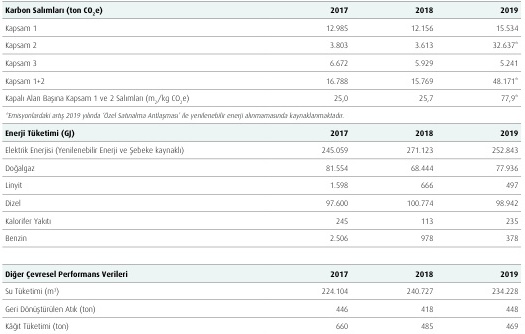 Karbon Salımları (ton CO₂e) 2017 2018 2019
Kapsam 1 12.985 12.156 15.534
Kapsam 2 3.803 3.613 32.637*
Kapsam 3 6.672 5.929 5.241
Kapsam 1+2 16.788 15.769 48.171*
Kapalı Alan Başına Kapsam 1 ve 2 Salımları (m₂/kg CO₂e) 25,0 25,7 77,9*
*Emisyonlardaki artış 2019 yılında 'Özel Satınalma Antlaşması' ile yenilenebilir enerji alınmamasında kaynaklanmaktadır.
Enerji Tüketimi (GJ) 2017 2018 2019
Elektrik Enerjisi (Yenilenebilir Enerji ve Şebeke kaynaklı) 245.059 271.123 252.843
Doğalgaz 81.554 68.444 77.936
Linyit 1.598 666 497
Dizel 97.600 100.774 98.942
Kalorifer Yakıtı 245 113 235
Benzin 2.506 978 378
Diğer Çevresel Performans Verileri 2017 2018 2019
Su Tüketimi (m³) 224.104 240.727 234.228
Geri Dönüştürülen Atık (ton) 446 418 448
Kâğıt Tüketimi (ton) 660 485 469